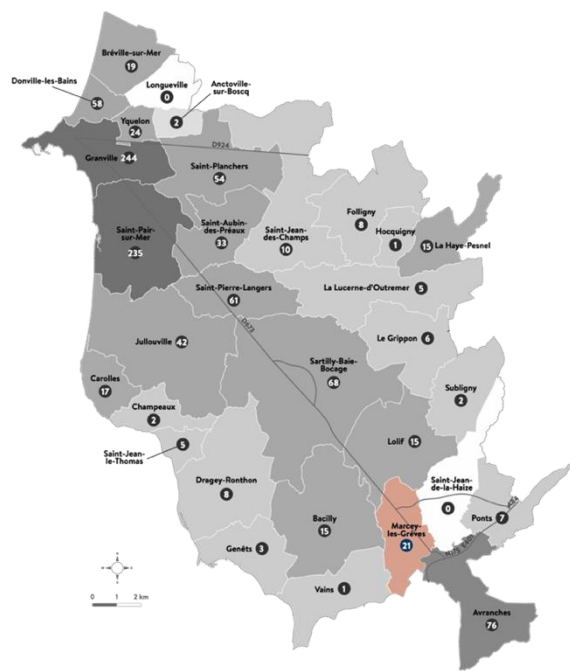 Bréville-sur-Mer
19
Longueville
0
Donville-les-Bains
58
Anctoville-
sur-Boscq
2
Yquelon
24
D924
Granville 244
Saint-Planchers
54
Folligny
8
Hocquigny
1
15 La Haye-Pesnel
Saint-Aubin-
des-Préaux
33
Saint-Jean-
des-Champs
10
Saint-Pair-
sur-Mer
235
Saint-Pierre-Langers
61
La Lucerne-d'Outremer 5
D973
Le Grippon 6
Jullouville 42
Sartilly-Baie-
Bocage
68
Carolles
17
Subligny
2
Champeaux
2
Lolif 15
Saint-Jean-
le-Thomas
5
Saint-Jean-
de-la-Haize
0
Dragey-Ronthon
8
Bacilly
15
Marcey-
les-Grèves
21
Ponts 7
A84
Genêts 3
Vains 1
Avranches
76
0 1 2 km